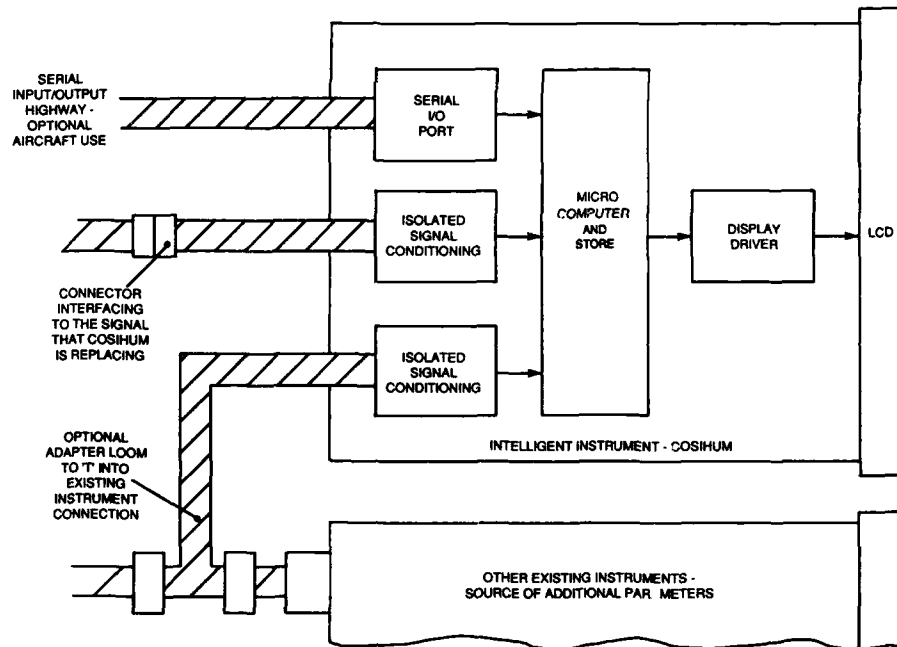 SERIAL
INPUT/OUTPUT
HIGHWAY -
OPTIONAL
AIRCRAFT USE
SERIAL
I/O
PORT
MICRO
COMPUTER
AND
STORE
ISOLATED
SIGNAL
CONDITIONING
DISPLAY
DRIVER
LCD
CONNECTOR
INTERFACING
TO THE SIGNAL
THAT COSIHUM
IS REPLACING
ISOLATED
SIGNAL
CONDITIONING
INTELLIGENT INSTRUMENT - COSIHUM
OPTIONAL
ADAPTER LOOM
TO 'T' INTO
EXISTING
INSTRUMENT
CONNECTION
OTHER EXISTING INSTRUMENTS -
SOURCE OF ADDITIONAL PAR METERS